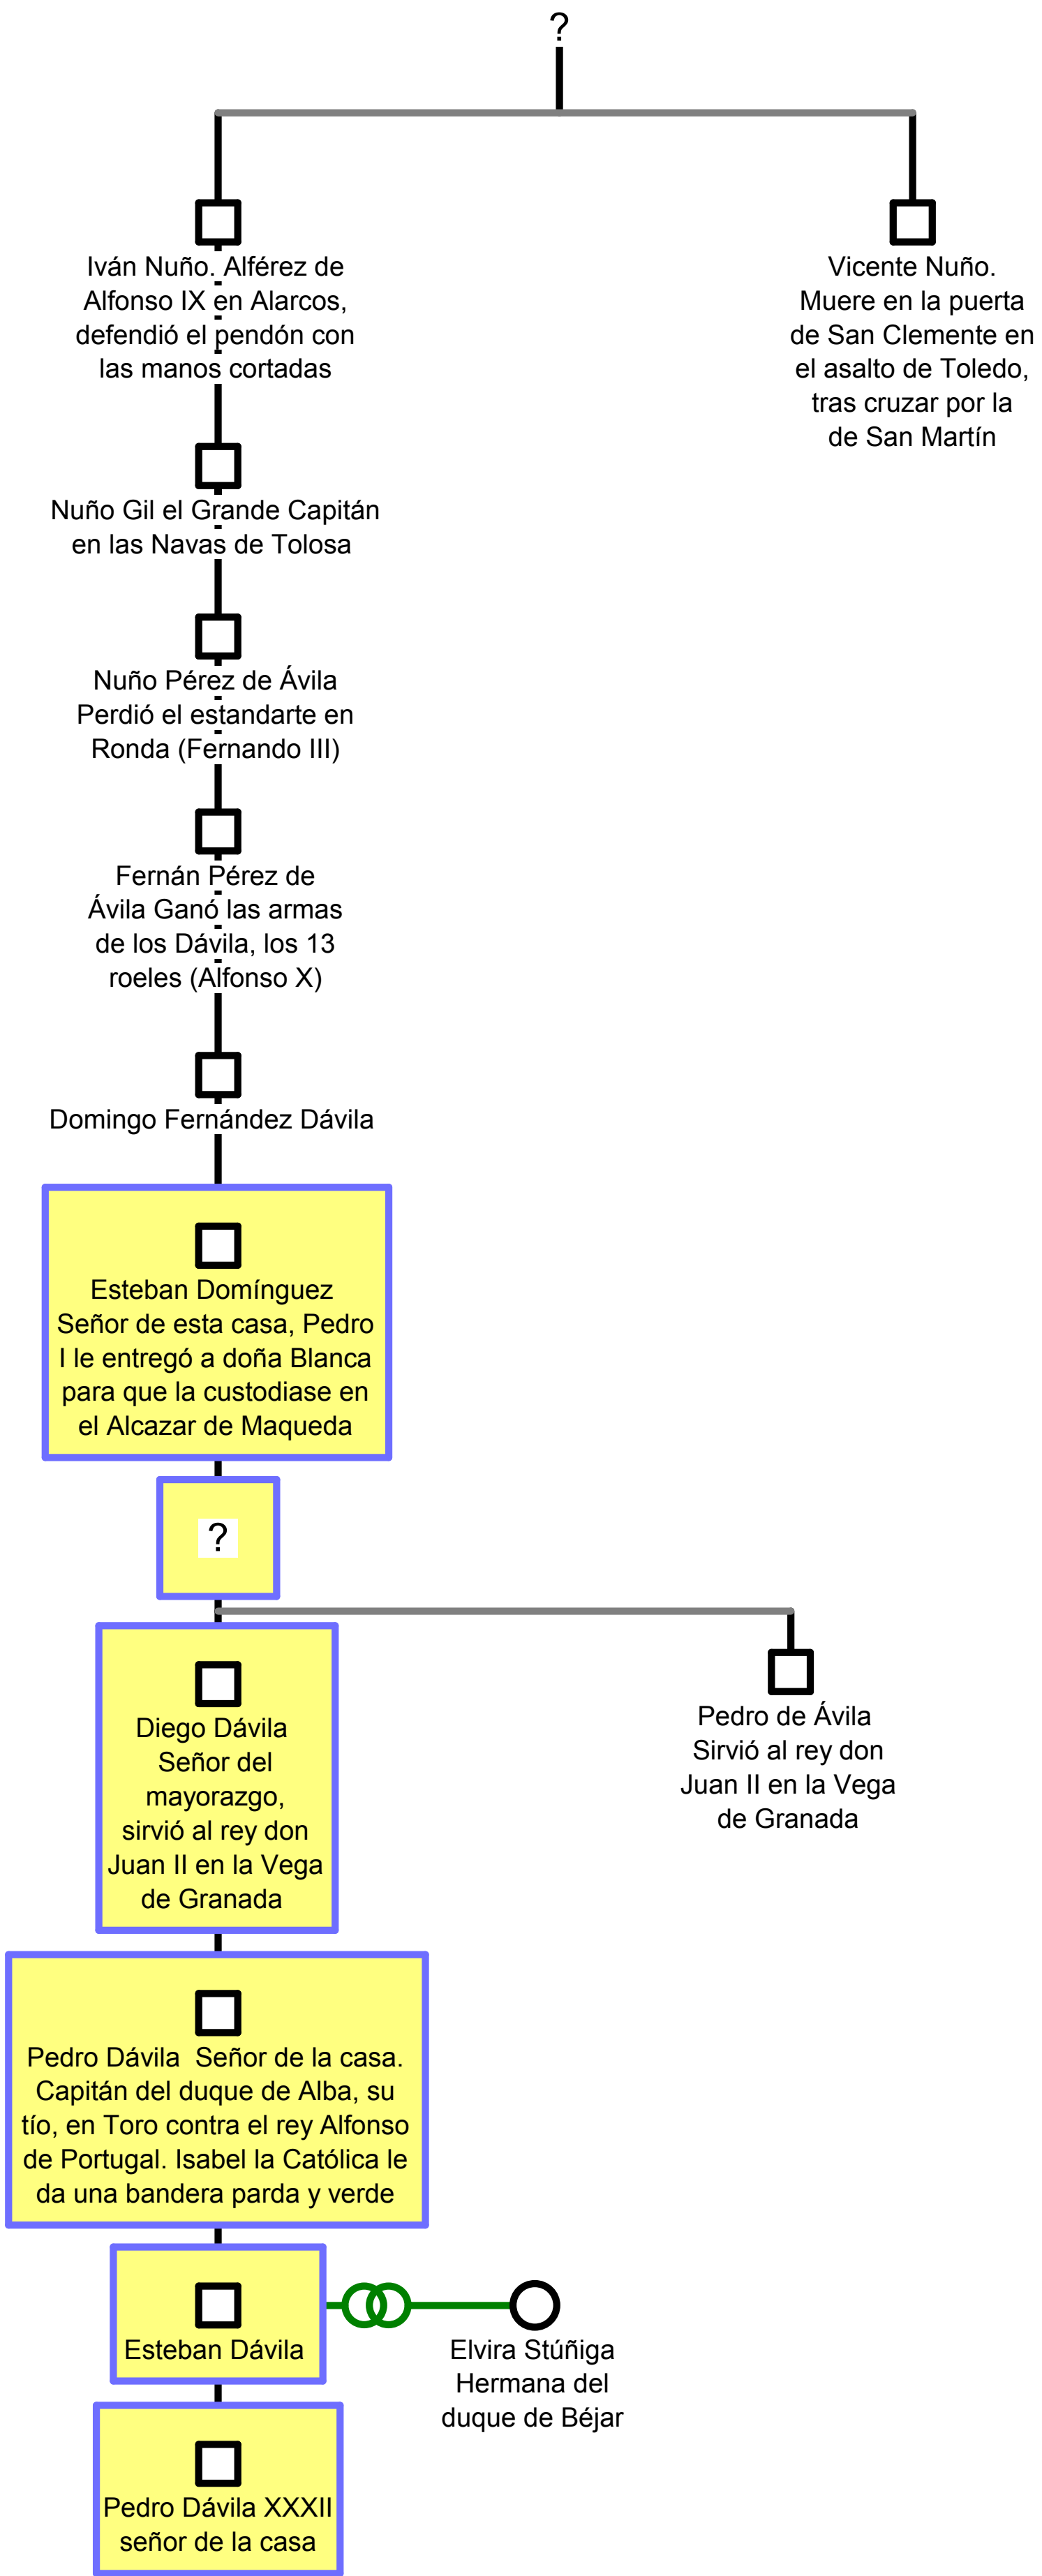 ?
Iván Nuño. Alférez de
Alfonso IX en Alarcos,
defendió el pendón con
las manos cortadas
Vicente Nuño.
Muere en la puerta
de San Clemente en
el asalto de Toledo,
tras cruzar por la
de San Martín
Nuño Gil el Grande Capitán
en las Navas de Tolosa
Nuño Pérez de Ávila
Perdió el estandarte en
Ronda (Fernando III)
Fernán Pérez de
Ávila Ganó las armas
de los Dávila, los 13
roeles (Alfonso X)
Domingo Fernández Dávila
Esteban Domínguez
Señor de esta casa, Pedro
I le entregó a doña Blanca
para que la custodiase en
el Alcazar de Maqueda
?
Diego Dávila
Señor del
mayorazgo,
sirvió al rey don
Juan II en la Vega
de Granada
Pedro de Ávila
Sirvió al rey don
Juan II en la Vega
de Granada
Pedro Dávila  Señor de la casa.
Capitán del duque de Alba, su
tío, en Toro contra el rey Alfonso
de Portugal. Isabel la Católica le
da una bandera parda y verde
Esteban Dávila
Elvira Stúñiga
Hermana del
duque de Béjar
Pedro Dávila XXXII
señor de la casa